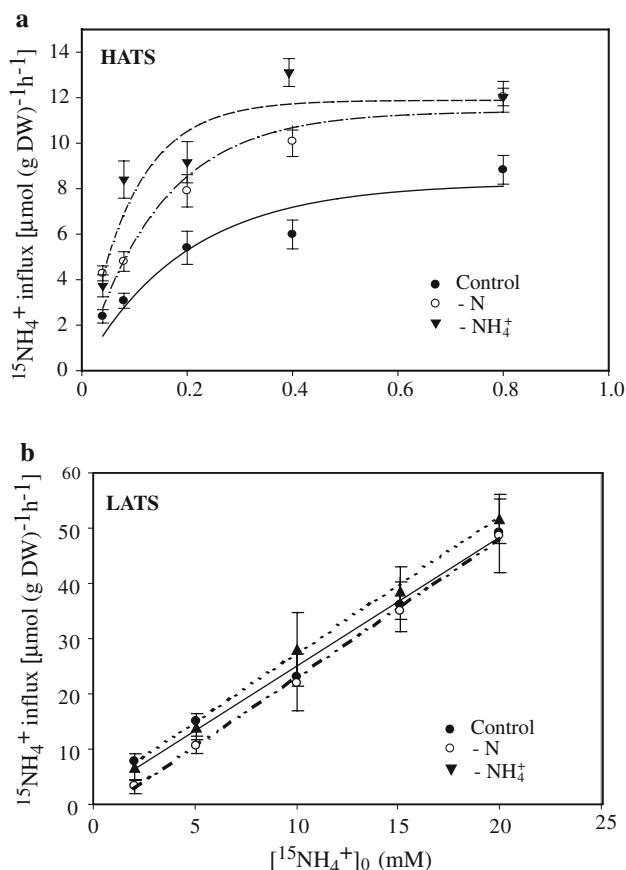 a
HATS
¹⁵NH₄⁺ influx [µmol (g DW)⁻¹h⁻¹]
14
12
10
8
6
4
2
0
Control
- N
- NH₄⁺
0
0.2
0.4
0.6
0.8
1.0
b
LATS
¹⁵NH₄⁺ influx [µmol (g DW)⁻¹h⁻¹]
60
50
40
30
20
10
0
Control
- N
- NH₄⁺
0
5
10
15
20
25
[¹⁵NH₄⁺]₀ (mM)